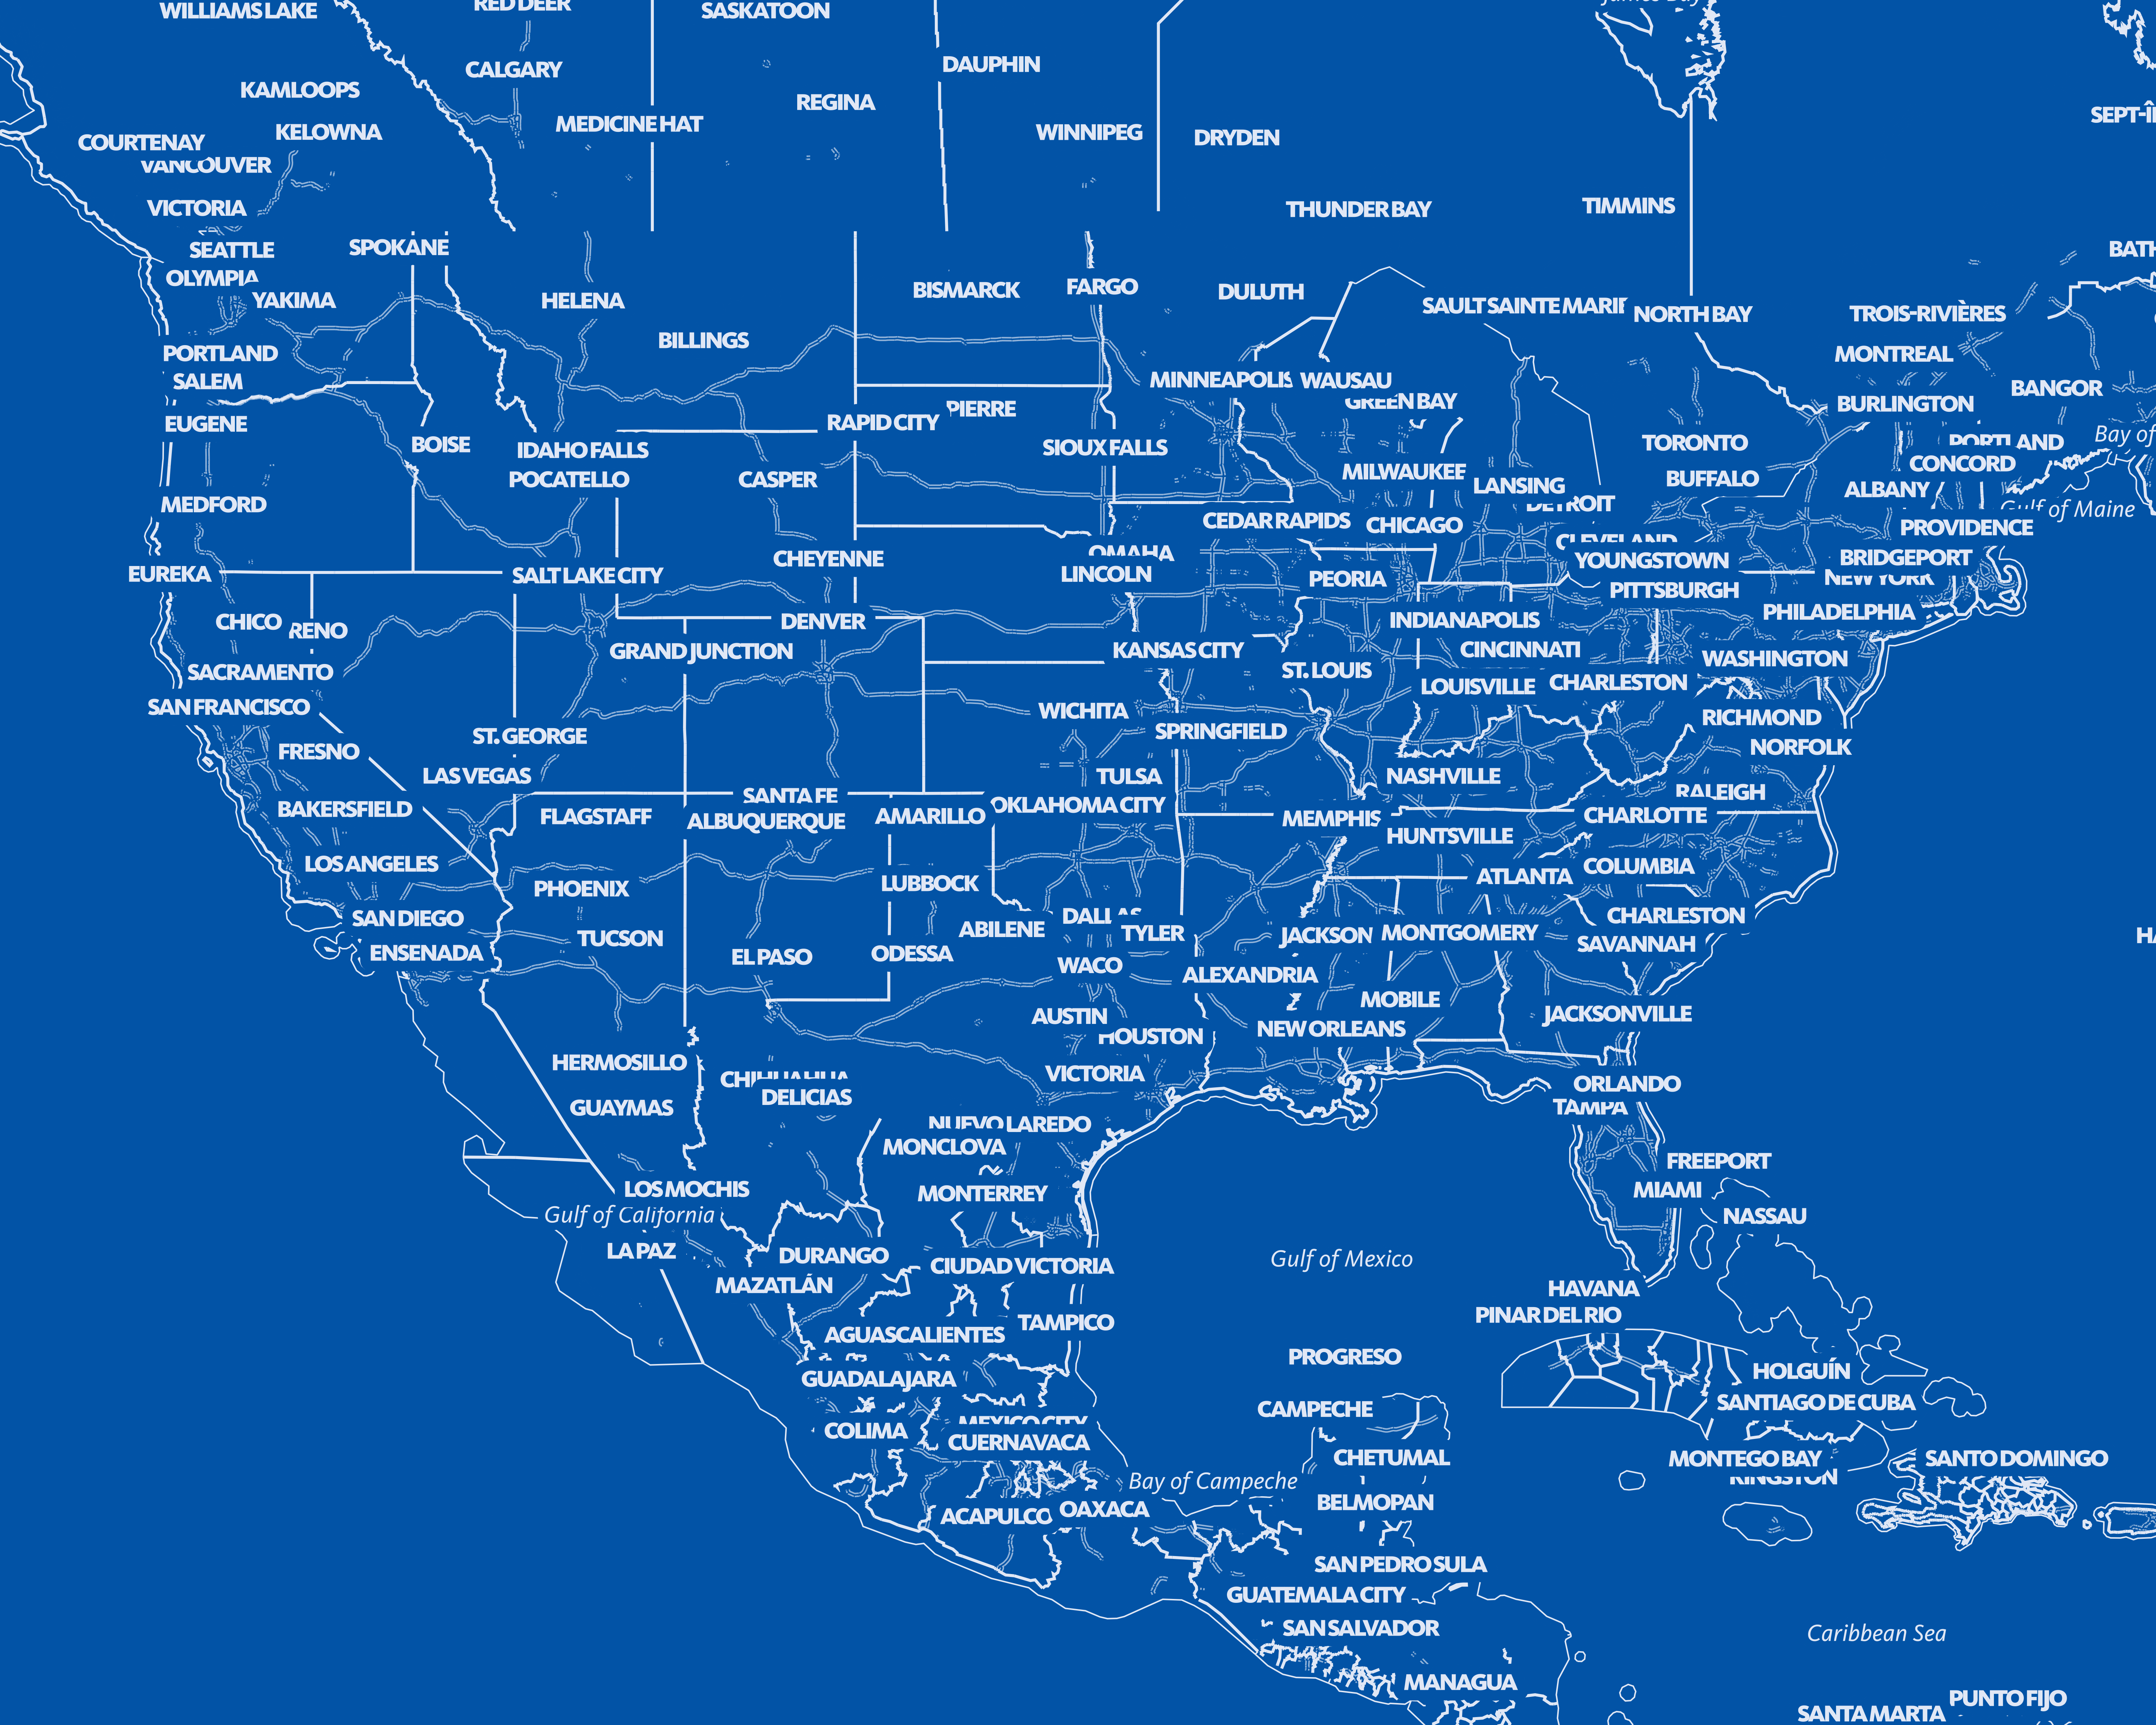 WILLIAMS LAKE
RED DEER
SASKATOON
James Bay
CALGARY
DAUPHIN
KAMLOOPS
REGINA
MEDICINE HAT
KELOWNA
WINNIPEG
DRYDEN
COURTENAY
VANCOUVER
VICTORIA
THUNDER BAY
TIMMINS
SEATTLE
SPOKANE
OLYMPIA
YAKIMA
HELENA
BISMARCK
FARGO
DULUTH
SAULT SAINTE MARIE
NORTH BAY
TROIS-RIVIÈRES
BILLINGS
PORTLAND
MONTREAL
SALEM
MINNEAPOLIS
WAUSAU
BANGOR
GREEN BAY
BURLINGTON
PIERRE
RAPID CITY
EUGENE
Bay of
BOISE
IDAHO FALLS
SIOUX FALLS
TORONTO
PORTLAND
CONCORD
POCATELLO
CASPER
MILWAUKEE
LANSING
BUFFALO
ALBANY
MEDFORD
DETROIT
Gulf of Maine
CEDAR RAPIDS
CHICAGO
PROVIDENCE
CLEVELAND
OMAHA
CHEYENNE
YOUNGSTOWN
BRIDGEPORT
EUREKA
SALT LAKE CITY
LINCOLN
PEORIA
NEW YORK
PITTSBURGH
CHICO
RENO
DENVER
INDIANAPOLIS
PHILADELPHIA
GRAND JUNCTION
KANSAS CITY
CINCINNATI
WASHINGTON
SACRAMENTO
ST. LOUIS
LOUISVILLE
CHARLESTON
SAN FRANCISCO
WICHITA
RICHMOND
ST. GEORGE
SPRINGFIELD
FRESNO
NORFOLK
LAS VEGAS
TULSA
NASHVILLE
SANTA FE
RALEIGH
BAKERSFIELD
FLAGSTAFF
ALBUQUERQUE
AMARILLO
OKLAHOMA CITY
MEMPHIS
CHARLOTTE
HUNTSVILLE
LOS ANGELES
COLUMBIA
PHOENIX
LUBBOCK
ATLANTA
SAN DIEGO
DALLAS
CHARLESTON
ABILENE
TYLER
JACKSON
MONTGOMERY
TUCSON
SAVANNAH
ENSENADA
EL PASO
ODESSA
WACO
ALEXANDRIA
MOBILE
AUSTIN
JACKSONVILLE
HOUSTON
NEW ORLEANS
HERMOSILLO
CHIHUAHUA
VICTORIA
ORLANDO
DELICIAS
GUAYMAS
TAMPA
NUEVO LAREDO
MONCLOVA
FREEPORT
LOS MOCHIS
MONTERREY
MIAMI
Gulf of California
NASSAU
LA PAZ
DURANGO
CIUDAD VICTORIA
Gulf of Mexico
MAZATLÁN
HAVANA
PINAR DEL RIO
AGUASCALIENTES
TAMPICO
PROGRESO
GUADALAJARA
HOLGUÍN
CAMPECHE
SANTIAGO DE CUBA
COLIMA
MEXICO CITY
CUERNAVACA
CHETUMAL
MONTEGO BAY
SANTO DOMINGO
KINGSTON
Bay of Campeche
BELMOPAN
ACAPULCO
OAXACA
SAN PEDRO SULA
GUATEMALA CITY
SAN SALVADOR
Caribbean Sea
MANAGUA
PUNTO FIJO
SANTA MARTA